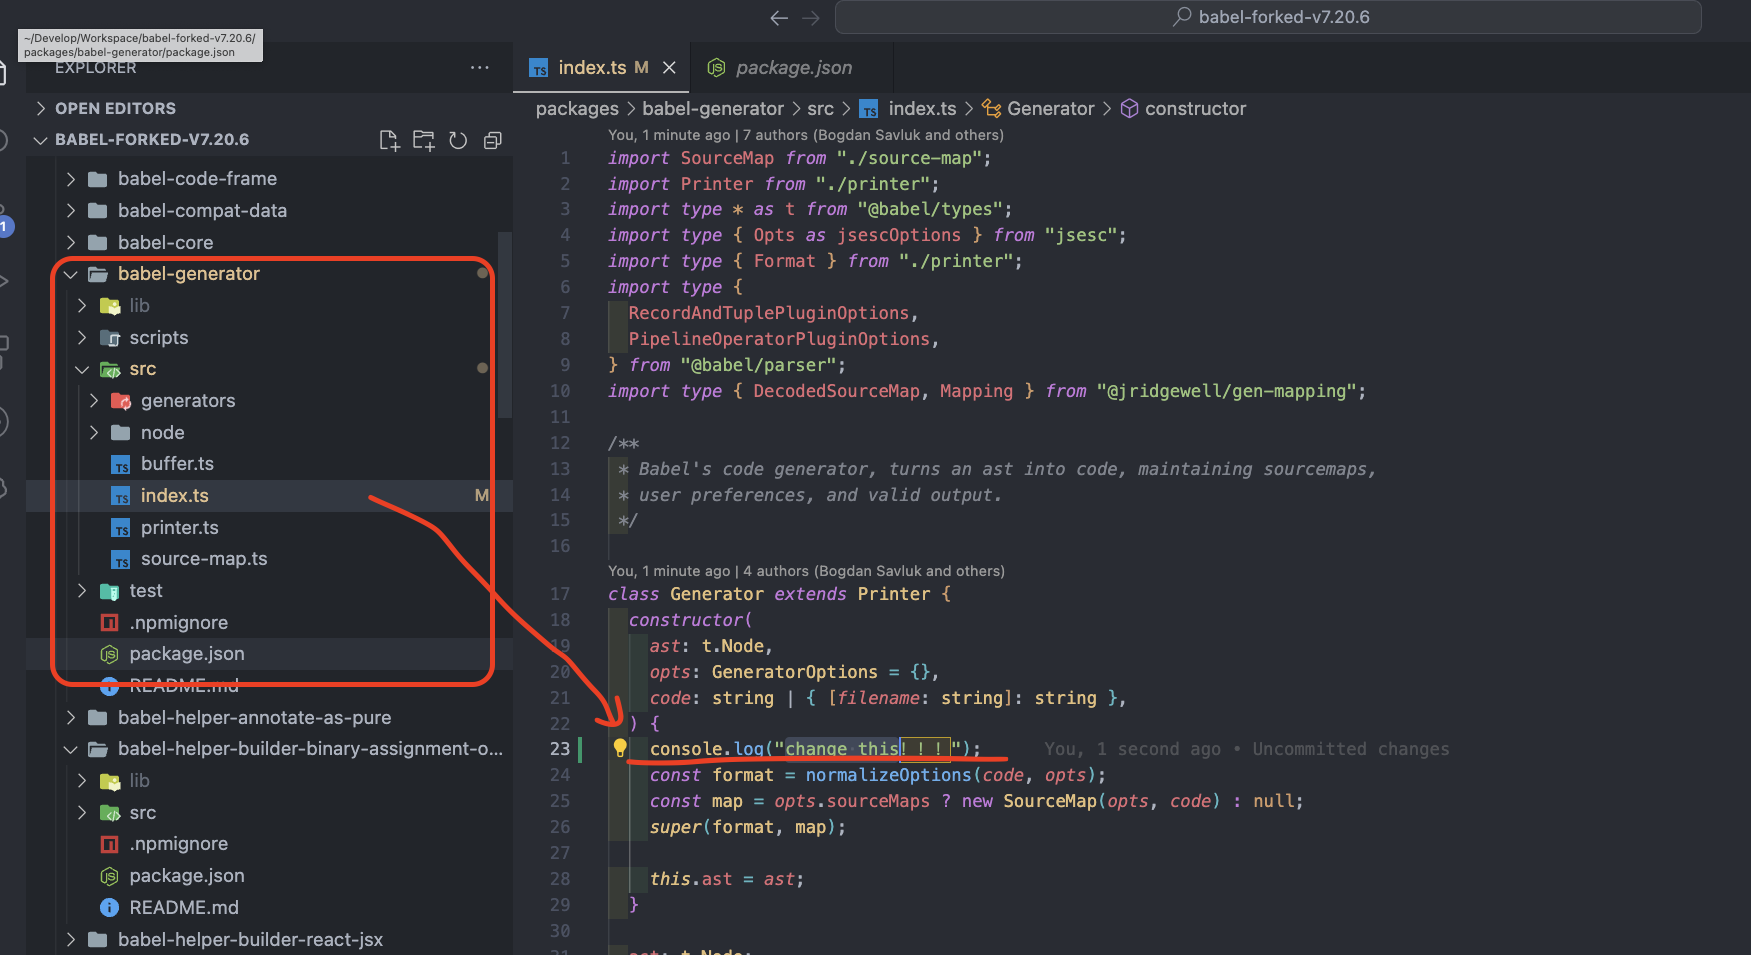 babel-forked-v7.20.6
~/Develop/Workspace/babel-forked-v7.20.6/
packages/babel-generator/package.json
EXPLORER
OPEN EDITORS
BABEL-FORKED-V7.20.6
babel-code-frame
babel-compat-data
babel-core
babel-generator
lib
scripts
src
generators
node
TS buffer.ts
TS index.ts M
TS printer.ts
TS source-map.ts
test
.npmignore
JS package.json
README.md
babel-helper-annotate-as-pure
babel-helper-builder-binary-assignment-o...
lib
src
.npmignore
JS package.json
README.md
babel-helper-builder-react-jsx
1
TS index.ts M
JS package.json
packages > babel-generator > src > TS index.ts > Generator > constructor
You, 1 minute ago | 7 authors (Bogdan Savluk and others)
1 import SourceMap from "./source-map";
2 import Printer from "./printer";
3 import type * as t from "@babel/types";
4 import type { Opts as jsescOptions } from "jsesc";
5 import type { Format } from "./printer";
6 import type {
7 RecordAndTuplePluginOptions,
8 PipelineOperatorPluginOptions,
9 } from "@babel/parser";
10 import type { DecodedSourceMap, Mapping } from "@jridgewell/gen-mapping";
11
12 /**
13 * Babel's code generator, turns an ast into code, maintaining sourcemaps,
14 * user preferences, and valid output.
15 */
16
You, 1 minute ago | 4 authors (Bogdan Savluk and others)
17 class Generator extends Printer {
18 constructor(
19 ast: t.Node,
20 opts: GeneratorOptions = {},
21 code: string | { [filename: string]: string },
22 ) {
23 console.log("change this！！！"); You, 1 second ago • Uncommitted changes
24 const format = normalizeOptions(code, opts);
25 const map = opts.sourceMaps ? new SourceMap(opts, code) : null;
26 super(format, map);
27
28 this.ast = ast;
29 }
30
31 ast: t.Node;